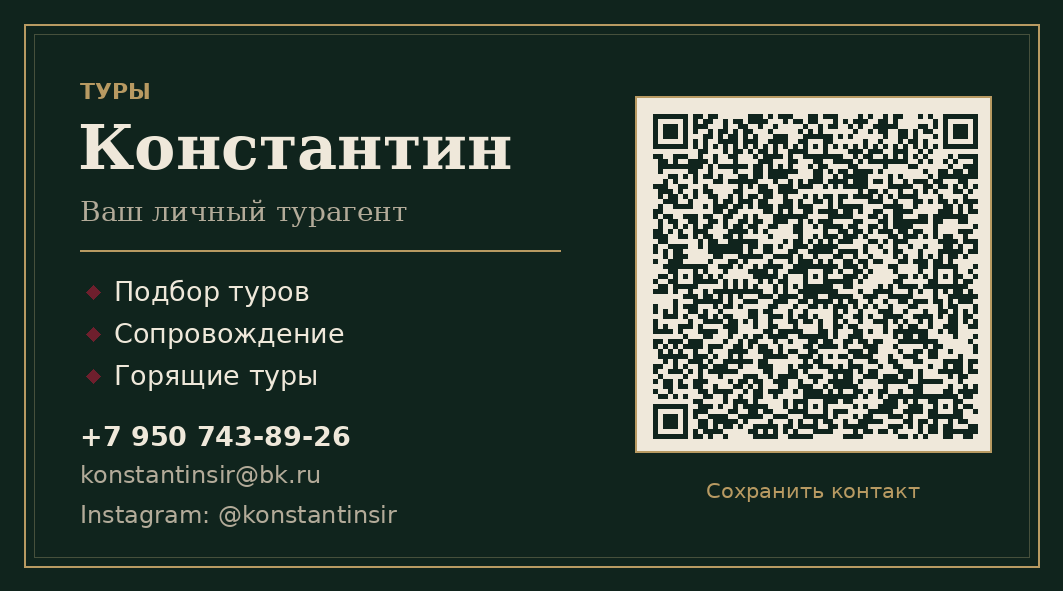 ТУРЫ
Константин
Ваш личный турагент
Подбор туров
Сопровождение
Горящие туры
+7 950 743-89-26
konstantinsir@bk.ru
Instagram: @konstantinsir
Сохранить контакт